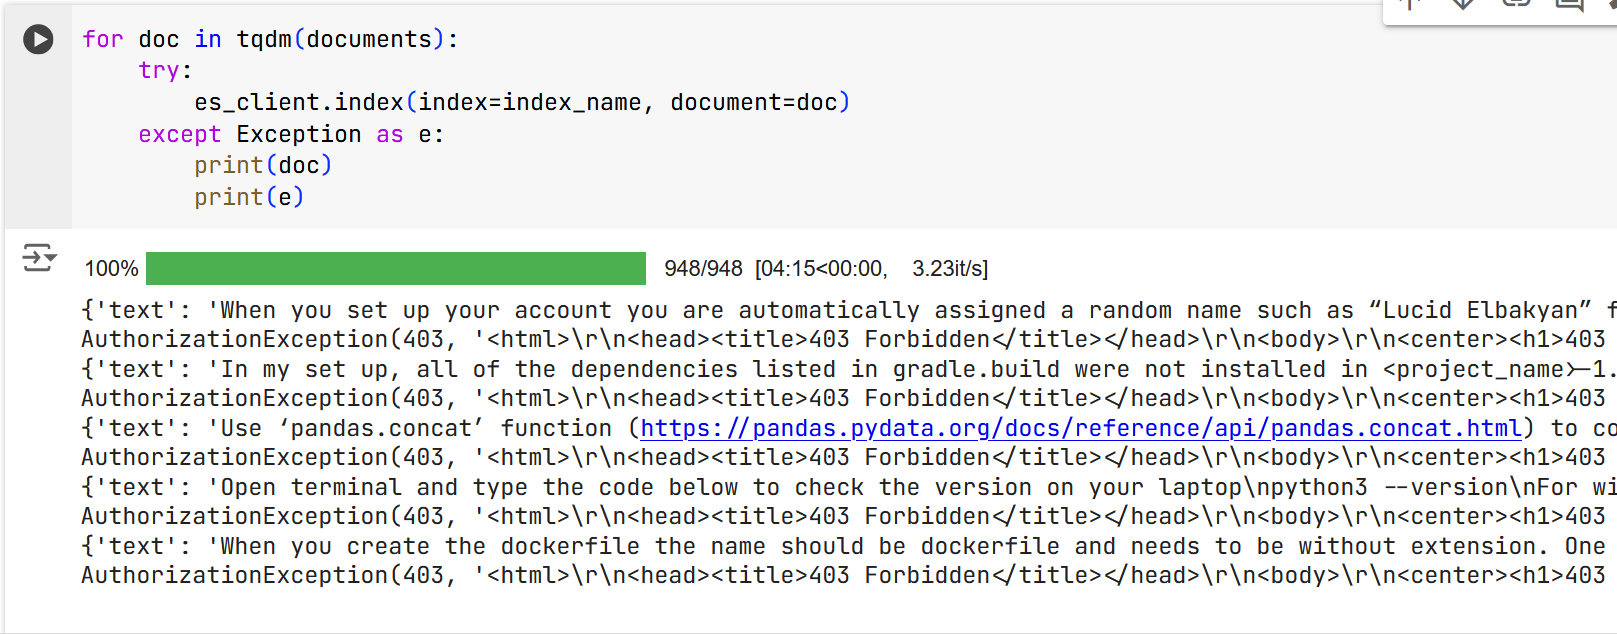 for doc in tqdm(documents):
    try:
        es_client.index(index=index_name, document=doc)
    except Exception as e:
        print(doc)
        print(e)
100% 948/948 [04:15<00:00, 3.23it/s]
{'text': 'When you set up your account you are automatically assigned a random name such as “Lucid Elbakyan” f
AuthorizationException(403, '<html>\r\n<head><title>403 Forbidden</title></head>\r\n<body>\r\n<center><h1>403
{'text': 'In my set up, all of the dependencies listed in gradle.build were not installed in <project_name>-1.
AuthorizationException(403, '<html>\r\n<head><title>403 Forbidden</title></head>\r\n<body>\r\n<center><h1>403
{'text': 'Use ‘pandas.concat’ function (https://pandas.pydata.org/docs/reference/api/pandas.concat.html) to co
AuthorizationException(403, '<html>\r\n<head><title>403 Forbidden</title></head>\r\n<body>\r\n<center><h1>403
{'text': 'Open terminal and type the code below to check the version on your laptop\npython3 --version\nFor wi
AuthorizationException(403, '<html>\r\n<head><title>403 Forbidden</title></head>\r\n<body>\r\n<center><h1>403
{'text': 'When you create the dockerfile the name should be dockerfile and needs to be without extension. One
AuthorizationException(403, '<html>\r\n<head><title>403 Forbidden</title></head>\r\n<body>\r\n<center><h1>403